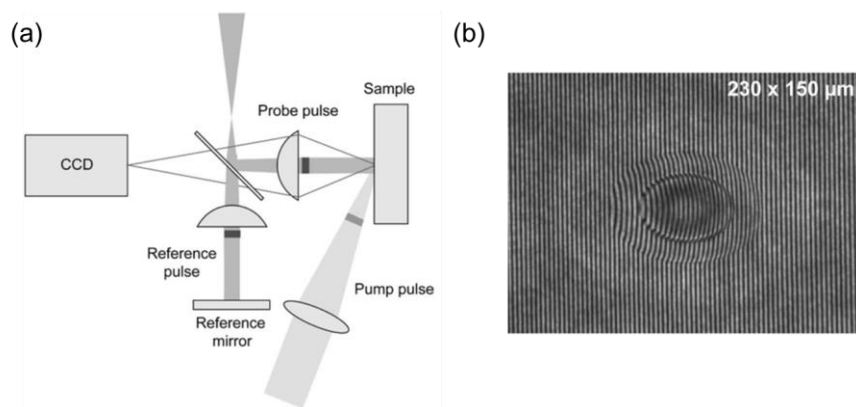 (a)
Sample
Probe pulse
CCD
Reference
pulse
Pump pulse
Reference
mirror
(b)
230 x 150 µm